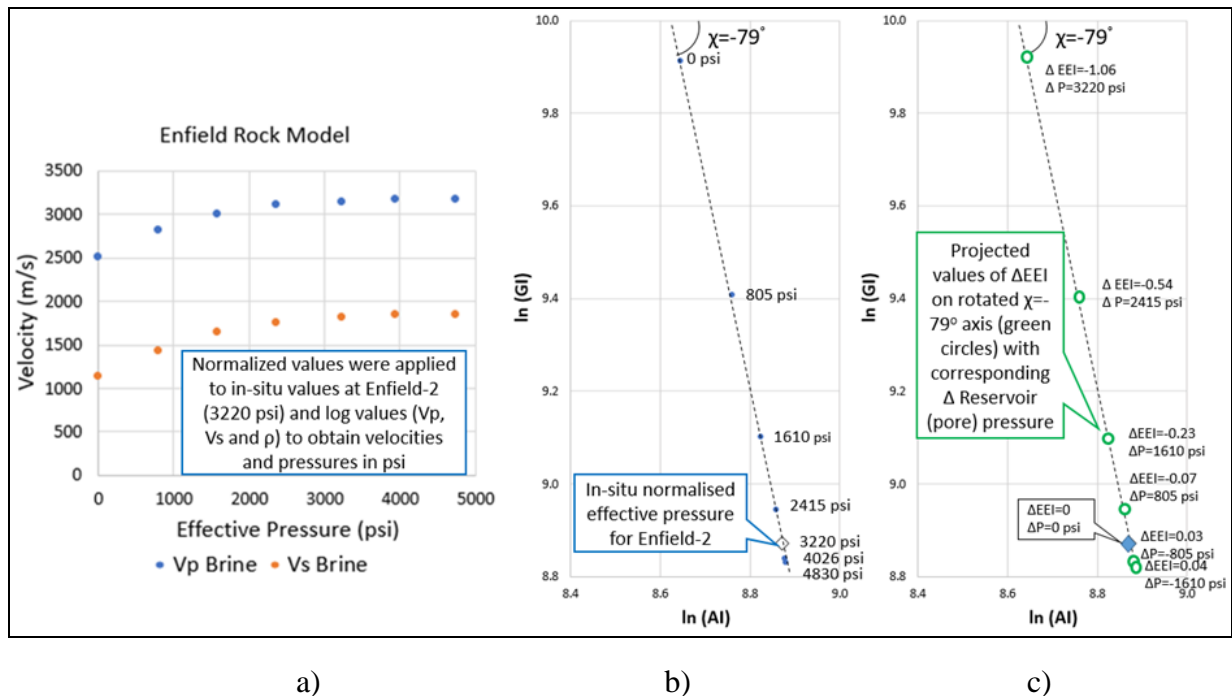 Enfield Rock Model
3500
3000
2500
2000
1500
1000
500
0
Velocity (m/s)
0 1000 2000 3000 4000 5000
Effective Pressure (psi)
Vp Brine Vs Brine
Normalized values were applied
to in-situ values at Enfield-2
(3220 psi) and log values (Vp,
Vs and ρ) to obtain velocities
and pressures in psi
10.0
9.8
9.6
9.4
9.2
9.0
8.8
ln (GI)
χ=-79°
0 psi
805 psi
1610 psi
2415 psi
3220 psi
4026 psi
4830 psi
In-situ normalised
effective pressure
for Enfield-2
8.4 8.6 8.8 9.0
ln (AI)
10.0
9.8
9.6
9.4
9.2
9.0
8.8
ln (GI)
χ=-79°
Δ EEI=-1.06
Δ P=3220 psi
Δ EEI=-0.54
Δ P=2415 psi
Projected
values of ΔEEI
on rotated χ=-
79° axis (green
circles) with
corresponding
Δ Reservoir
(pore) pressure
ΔEEI=-0.23
ΔP=1610 psi
ΔEEI=-0.07
ΔP=805 psi
ΔEEI=0
ΔP=0 psi
ΔEEI=0.03
ΔP=-805 psi
ΔEEI=0.04
ΔP=-1610 psi
8.4 8.6 8.8 9.0
ln (AI)
a) b) c)